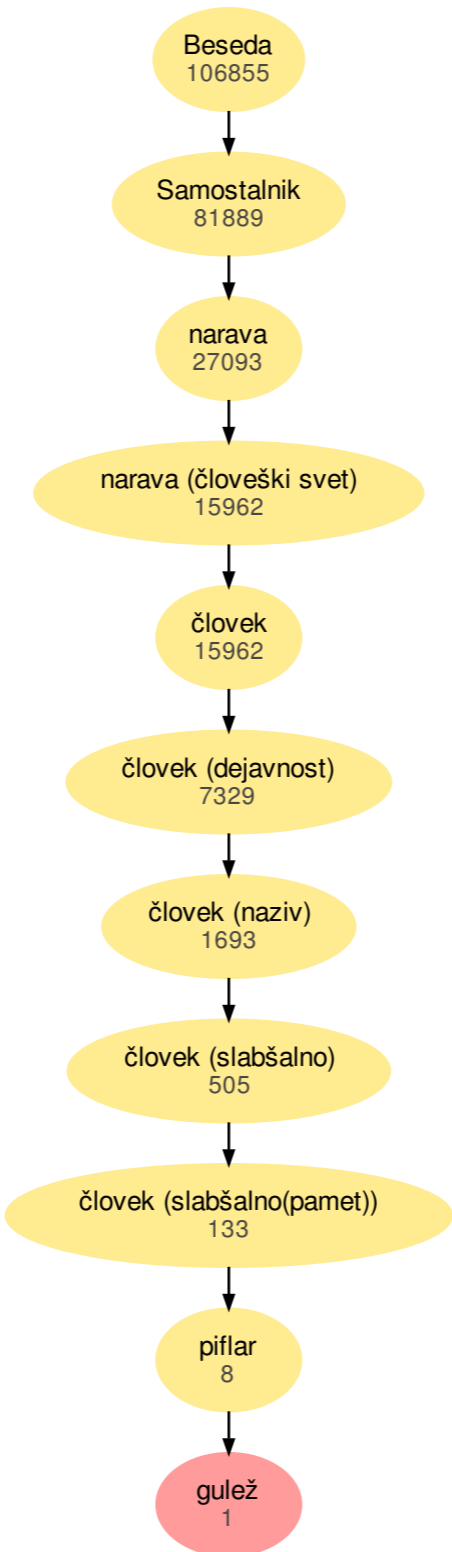 Beseda
106855
Samostalnik
81889
narava
27093
narava (človeški svet)
15962
človek
15962
človek (dejavnost)
7329
človek (naziv)
1693
človek (slabšalno)
505
človek (slabšalno(pamet))
133
piflar
8
gulež
1